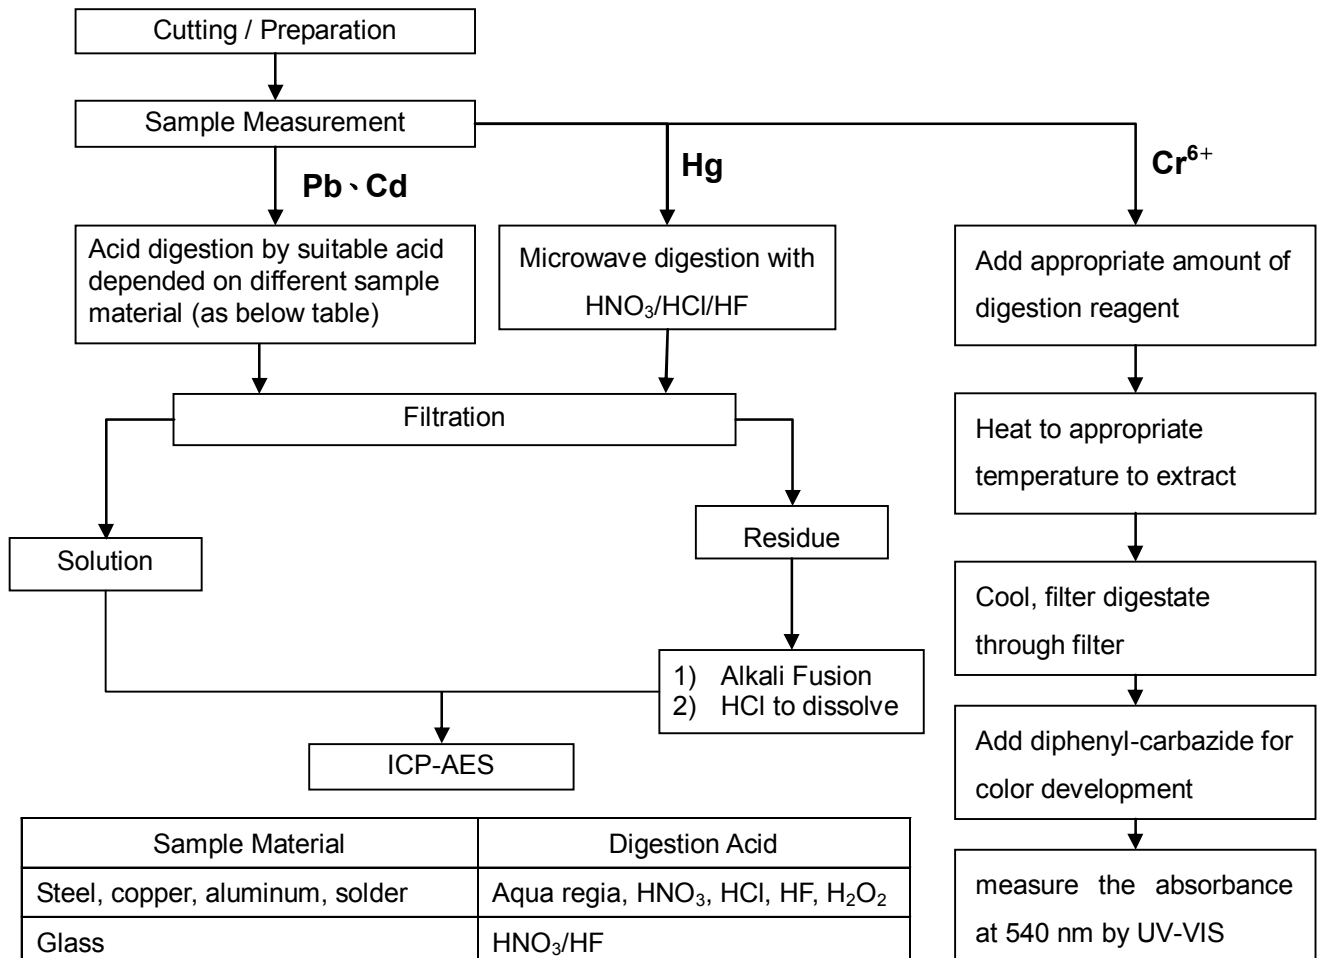 Cutting / Preparation
Sample Measurement
Pb、Cd
Hg
Cr⁶⁺
Acid digestion by suitable acid
depended on different sample
material (as below table)
Microwave digestion with
HNO₃/HCl/HF
Add appropriate amount of
digestion reagent
Filtration
Heat to appropriate
temperature to extract
Solution
Residue
Cool, filter digestate
through filter
1) Alkali Fusion
2) HCl to dissolve
ICP-AES
Add diphenyl-carbazide for
color development
measure the absorbance
at 540 nm by UV-VIS
Sample Material Digestion Acid
Steel, copper, aluminum, solder Aqua regia, HNO₃, HCl, HF, H₂O₂
Glass HNO₃/HF